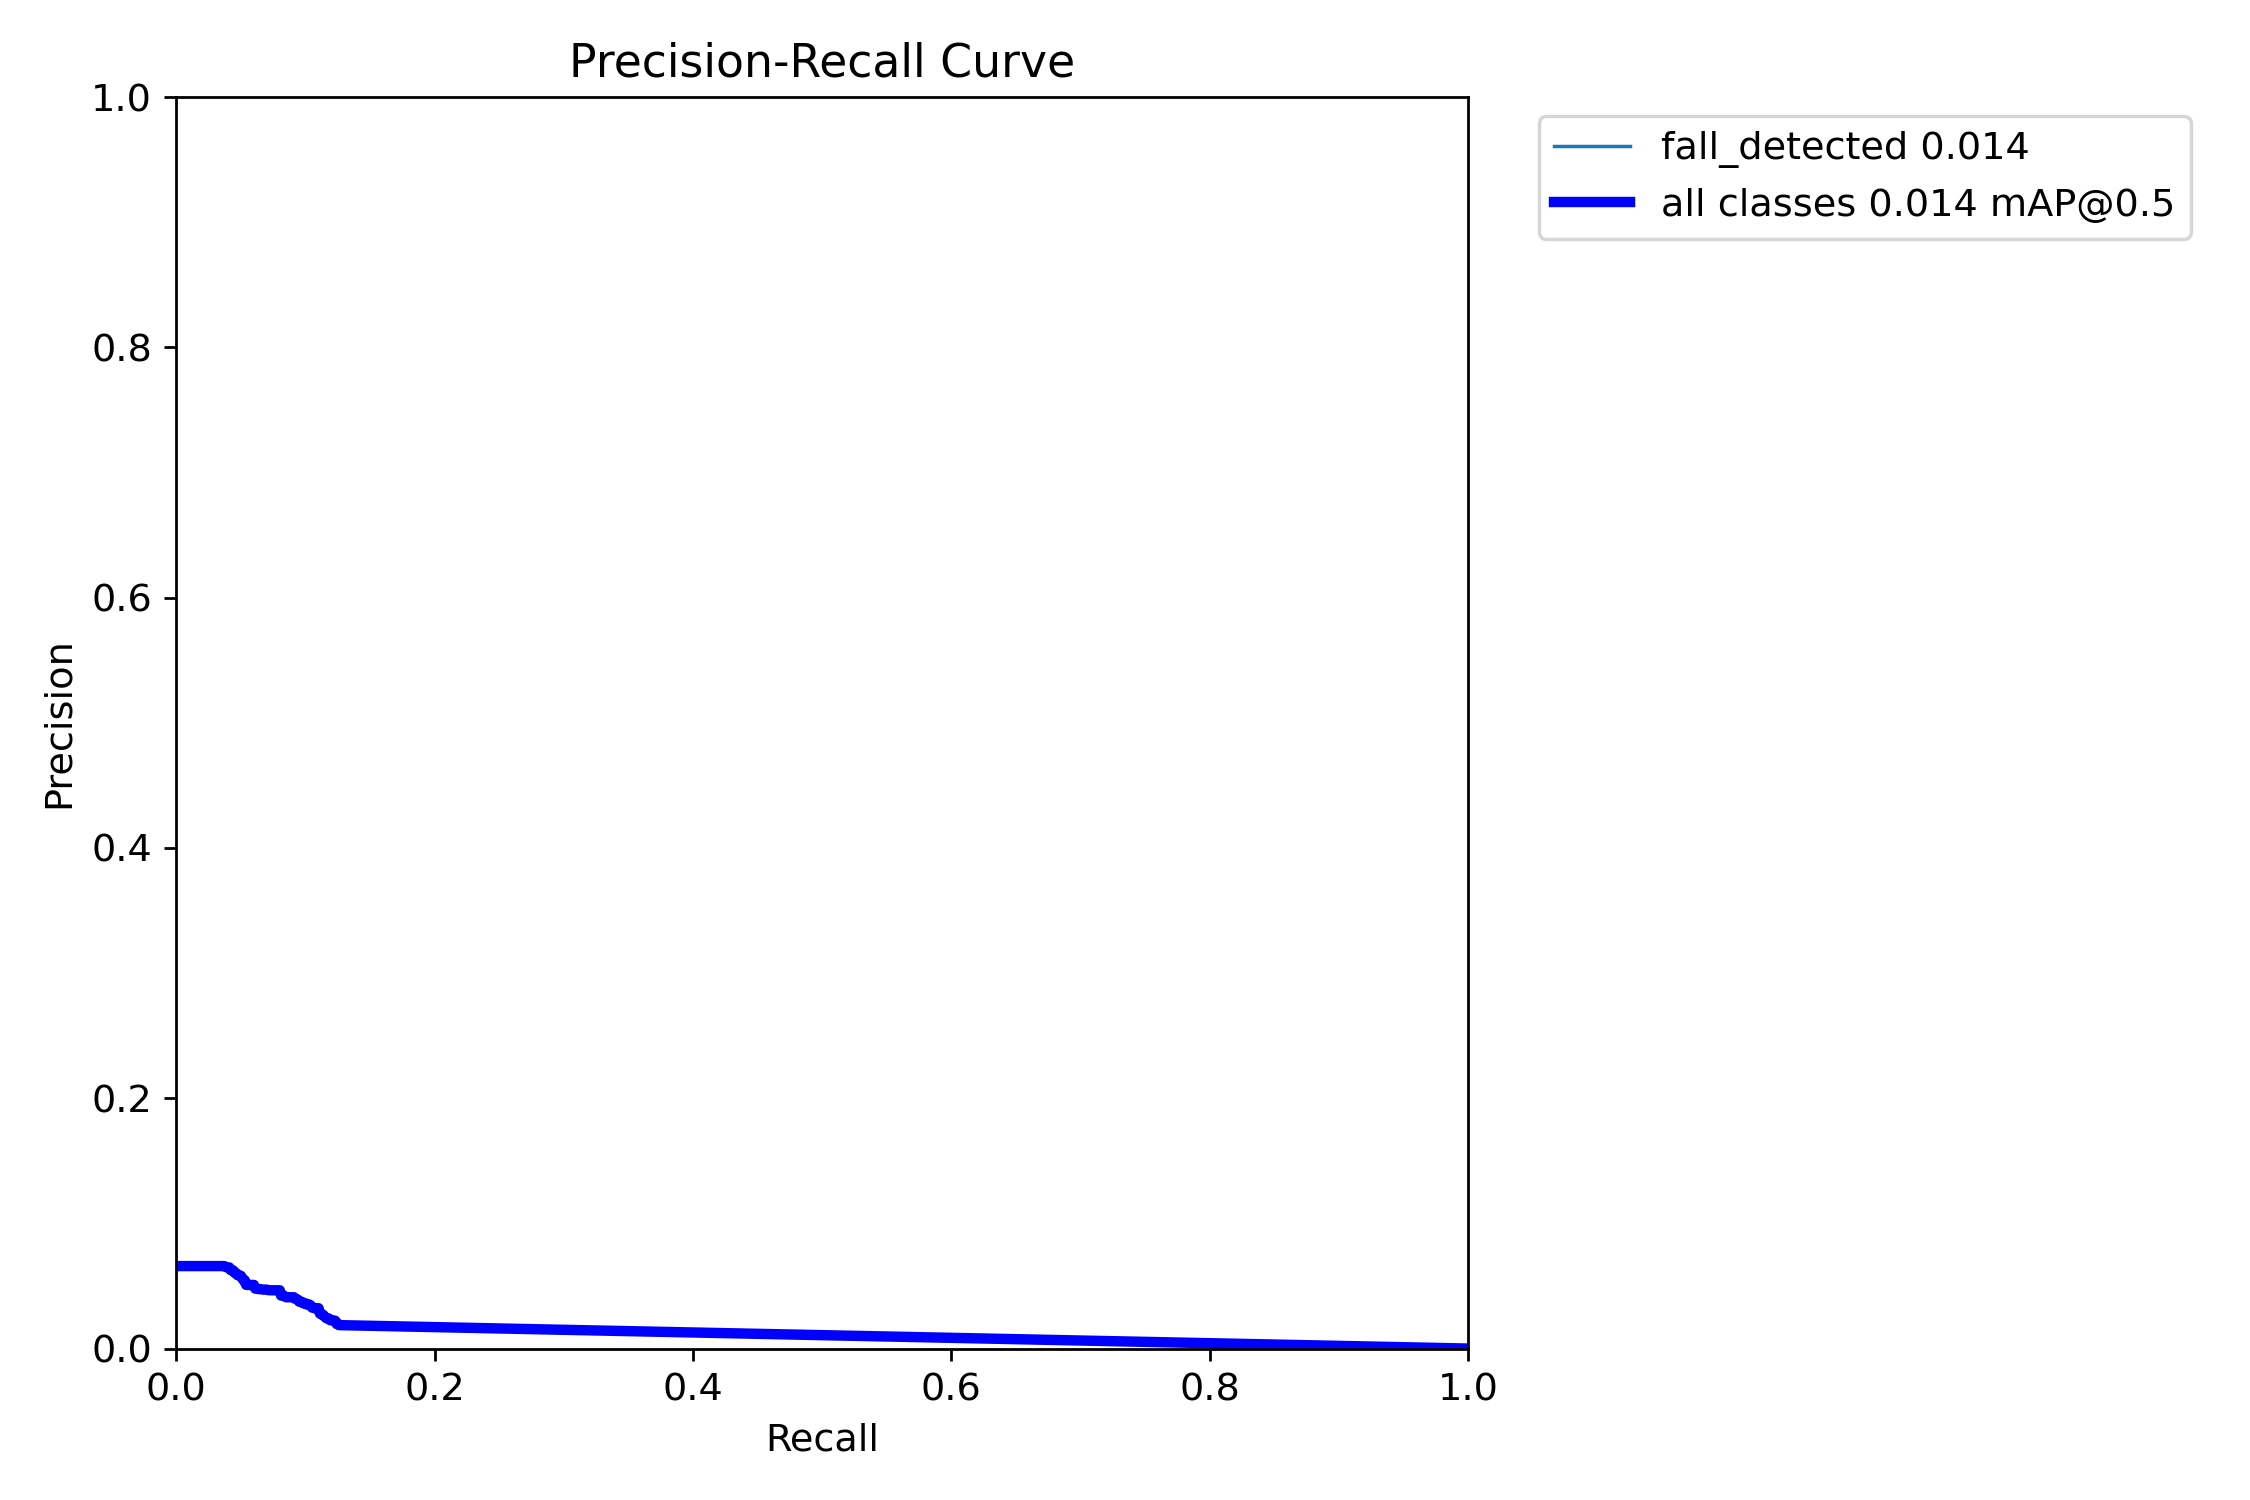 Precision-Recall Curve
1.0
0.8
0.6
0.4
0.2
0.0
Precision
0.0 0.2 0.4 0.6 0.8 1.0
Recall
fall_detected 0.014
all classes 0.014 mAP@0.5